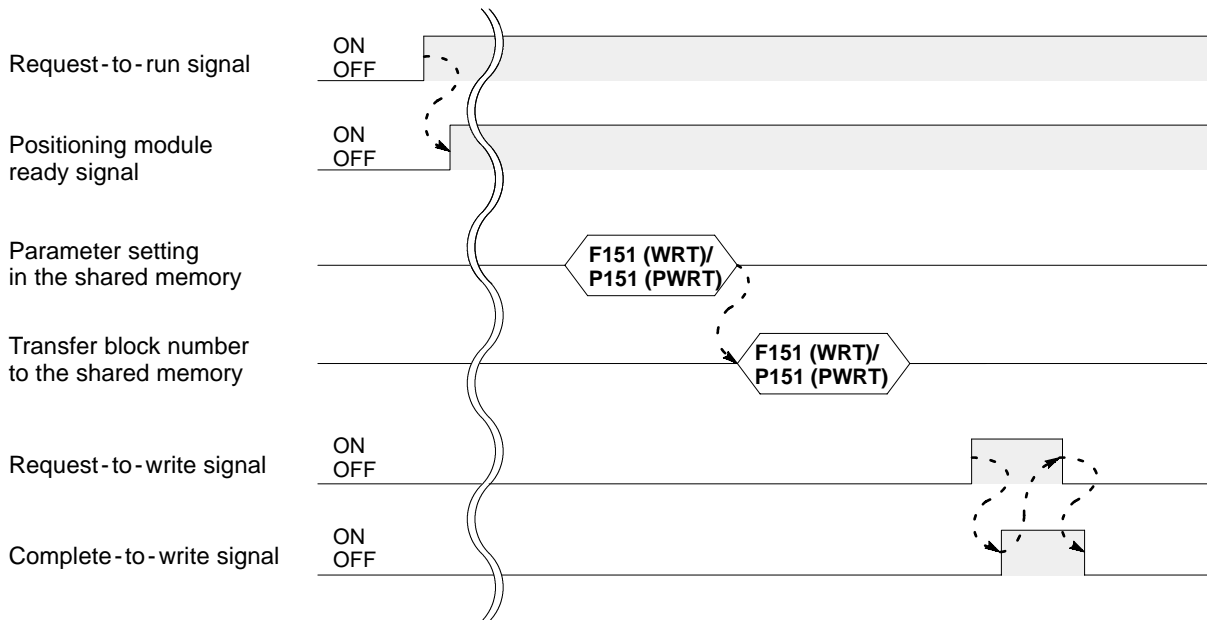 Request-to-run signal
ON
OFF
Positioning module
ready signal
ON
OFF
Parameter setting
in the shared memory
F151 (WRT)/
P151 (PWRT)
Transfer block number
to the shared memory
F151 (WRT)/
P151 (PWRT)
Request-to-write signal
ON
OFF
Complete-to-write signal
ON
OFF